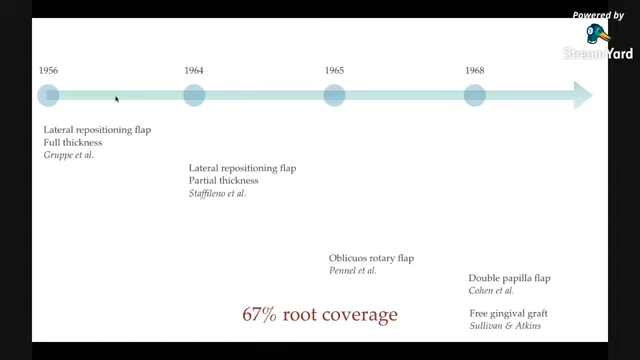 Powered by
StreamYard
1956
1964
1965
1968
Lateral repositioning flap
Full thickness
Gruppe et al.
Lateral repositioning flap
Partial thickness
Staffileno et al.
Oblicuos rotary flap
Pennel et al.
Double papilla flap
Cohen et al.
Free gingival graft
Sullivan & Atkins
67% root coverage